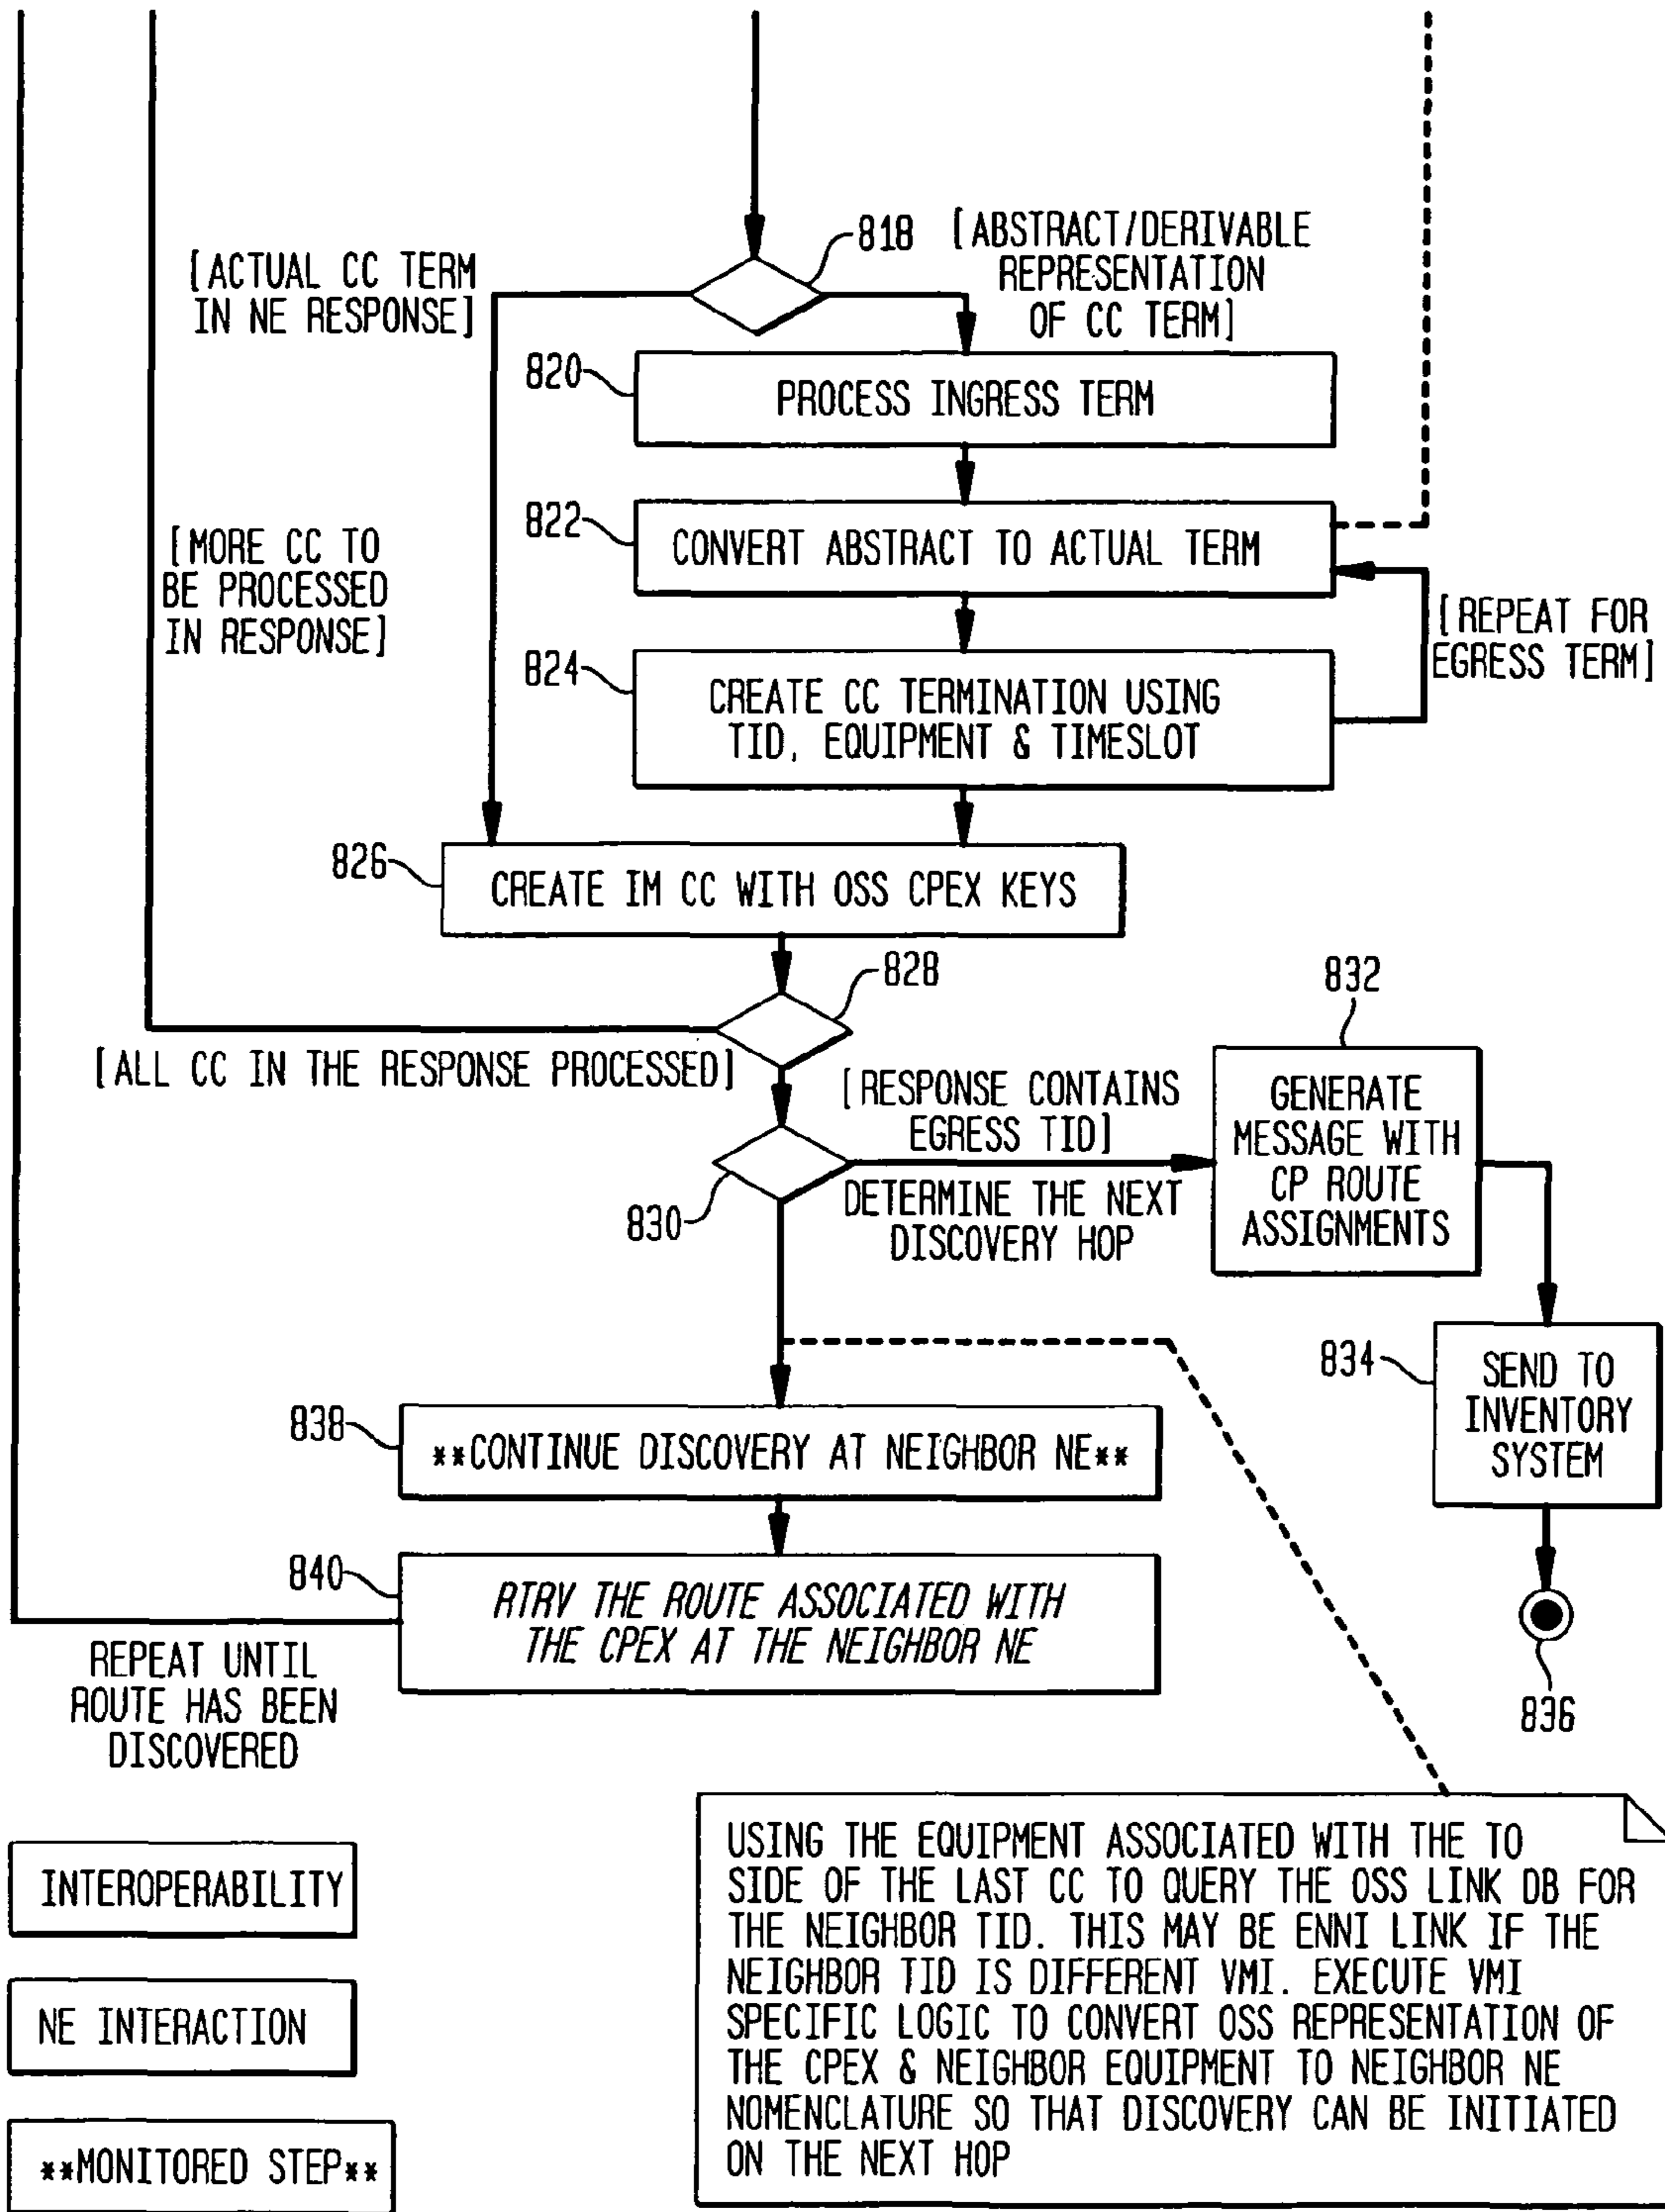 818
[ABSTRACT/DERIVABLE
REPRESENTATION
OF CC TERM]
[ACTUAL CC TERM
IN NE RESPONSE]
820
PROCESS INGRESS TERM
822
CONVERT ABSTRACT TO ACTUAL TERM
[MORE CC TO
BE PROCESSED
IN RESPONSE]
[REPEAT FOR
EGRESS TERM]
824
CREATE CC TERMINATION USING
TID, EQUIPMENT & TIMESLOT
826
CREATE IM CC WITH OSS CPEX KEYS
828
[ALL CC IN THE RESPONSE PROCESSED]
830
[RESPONSE CONTAINS
EGRESS TID]
DETERMINE THE NEXT
DISCOVERY HOP
832
GENERATE
MESSAGE WITH
CP ROUTE
ASSIGNMENTS
834
SEND TO
INVENTORY
SYSTEM
836
838
**CONTINUE DISCOVERY AT NEIGHBOR NE**
840
RTRV THE ROUTE ASSOCIATED WITH
THE CPEX AT THE NEIGHBOR NE
REPEAT UNTIL
ROUTE HAS BEEN
DISCOVERED
INTEROPERABILITY
NE INTERACTION
**MONITORED STEP**
USING THE EQUIPMENT ASSOCIATED WITH THE TO
SIDE OF THE LAST CC TO QUERY THE OSS LINK DB FOR
THE NEIGHBOR TID. THIS MAY BE ENNI LINK IF THE
NEIGHBOR TID IS DIFFERENT VMI. EXECUTE VMI
SPECIFIC LOGIC TO CONVERT OSS REPRESENTATION OF
THE CPEX & NEIGHBOR EQUIPMENT TO NEIGHBOR NE
NOMENCLATURE SO THAT DISCOVERY CAN BE INITIATED
ON THE NEXT HOP